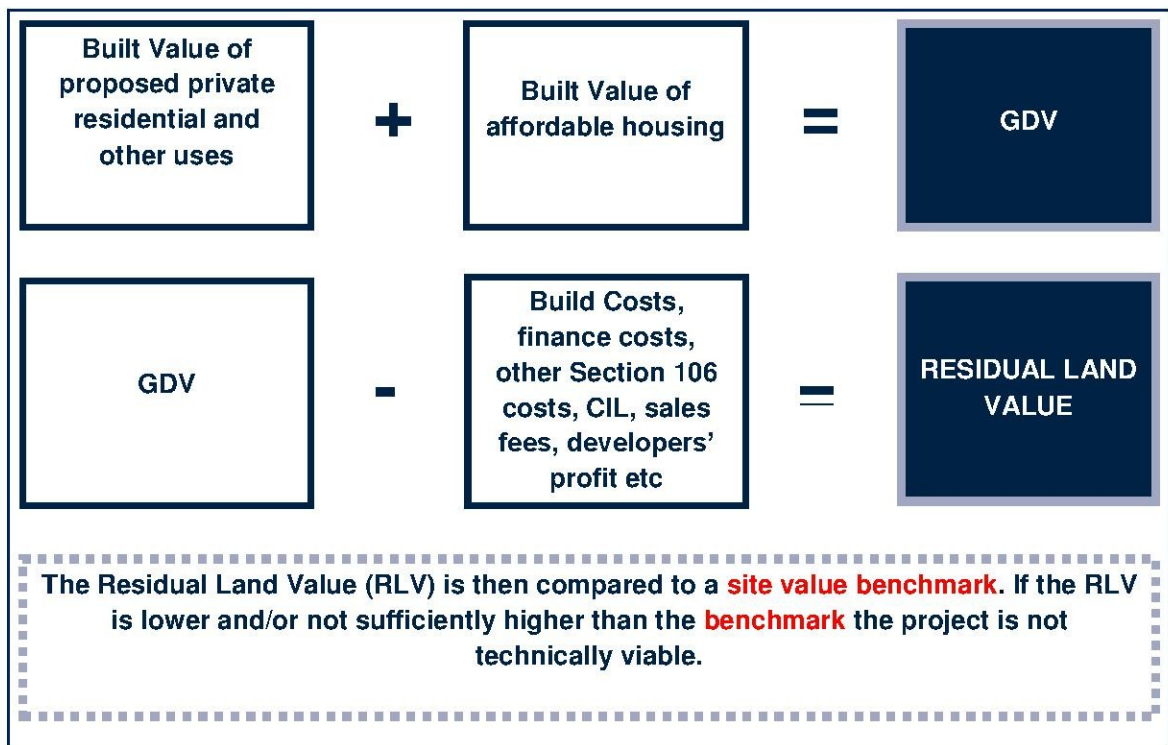 Built Value of
proposed private
residential and
other uses
+
Built Value of
affordable housing
=
GDV
GDV
-
Build Costs,
finance costs,
other Section 106
costs, CIL, sales
fees, developers’
profit etc
=
RESIDUAL LAND
VALUE
The Residual Land Value (RLV) is then compared to a site value benchmark. If the RLV
is lower and/or not sufficiently higher than the benchmark the project is not
technically viable.